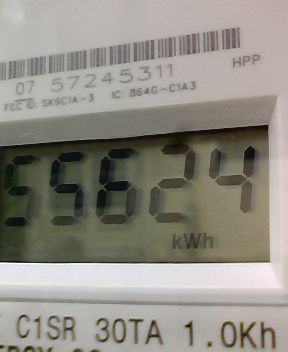 07 57245311
HPP
FCC ID: SK9C1A-3 IC: 864G-C1A3
55624
kWh
C1SR 30TA 1.0Kh